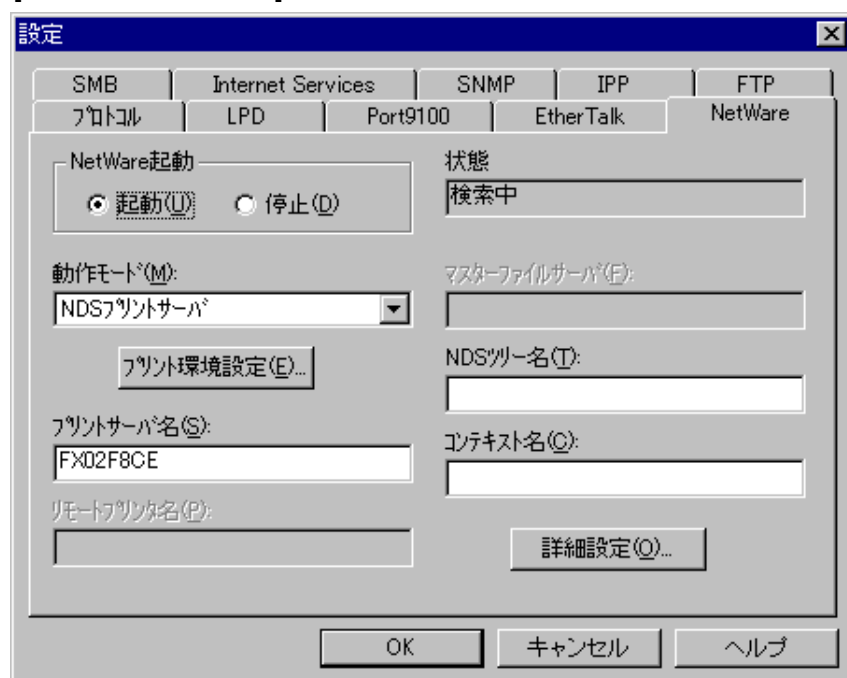 設定
SMB Internet Services SNMP IPP FTP
プロトコル LPD Port9100 EtherTalk NetWare
NetWare起動
起動(U) 停止(D)
状態
検索中
動作モード(M):
NDSプリントサーバ
プリント環境設定(E)...
プリントサーバ名(S):
FX02F8CE
リモートプリンタ名(P):
マスターファイルサーバ(F):
NDSツリー名(T):
コンテキスト名(C):
詳細設定(O)...
OK キャンセル ヘルプ